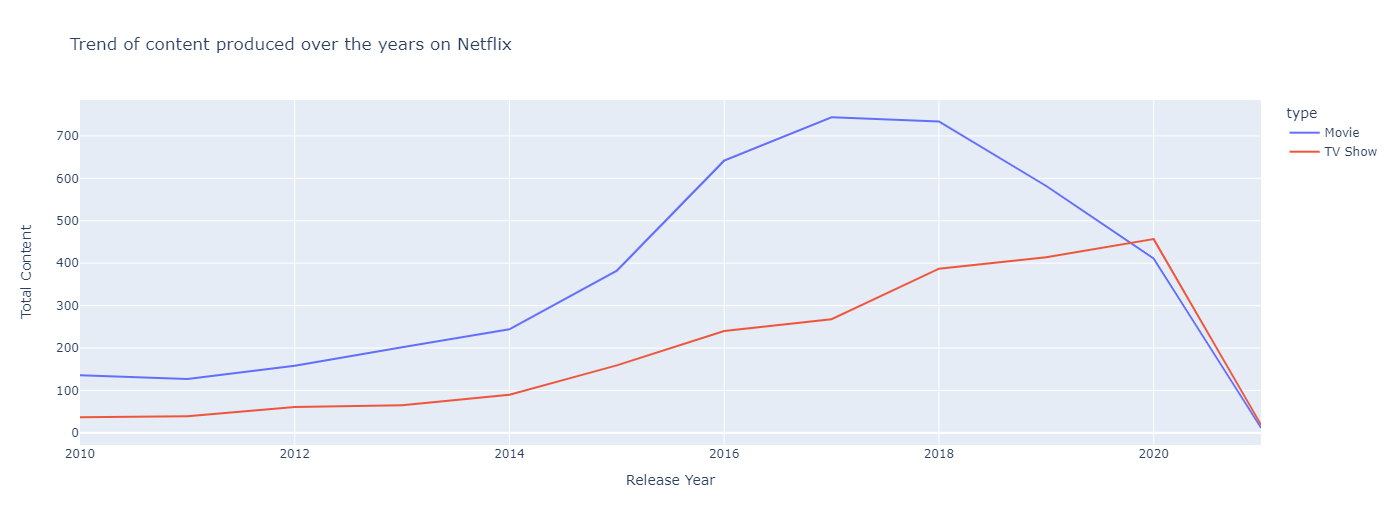 Trend of content produced over the years on Netflix
type
Movie
TV Show
Total Content
700
600
500
400
300
200
100
0
2010 2012 2014 2016 2018 2020
Release Year